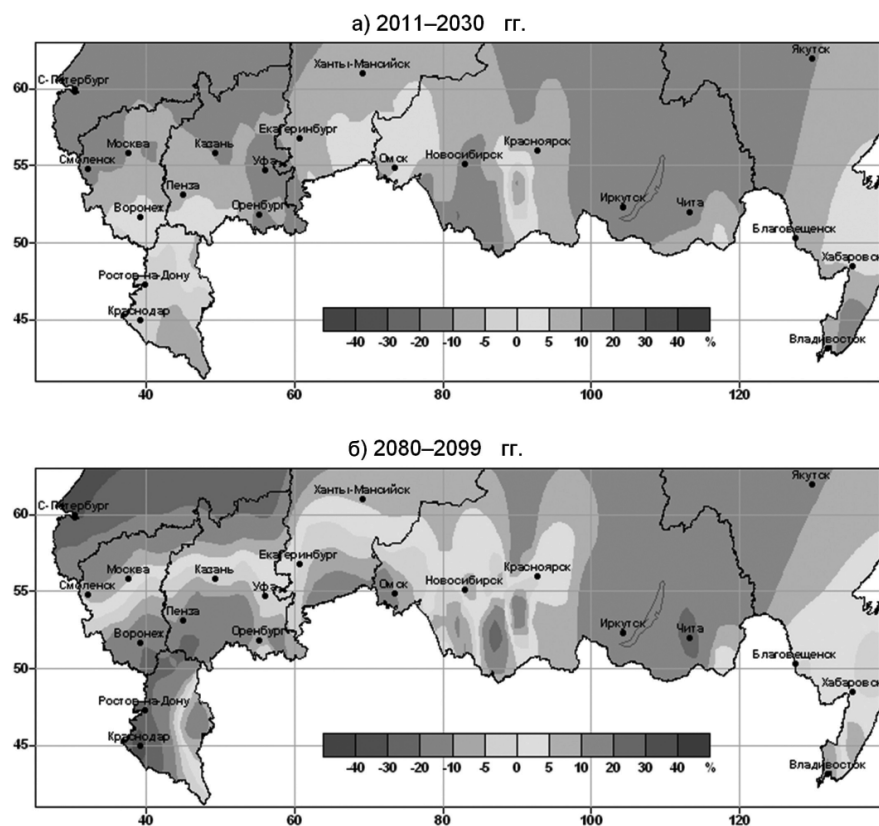 а) 2011–2030 гг.
Якутск
Ханты-Мансийск
60
С-Петербург
Екатеринбург
Москва
Казань
Красноярск
55
Смоленск
Уфа
Омск
Новосибирск
Пенза
Иркутск
Чита
Воронеж
Оренбург
50
Благовещенск
Ростов-на-Дону
Хабаровск
45
Краснодар
Владивосток
-40 -30 -20 -10 -5 0 5 10 20 30 40 %
40 60 80 100 120
б) 2080–2099 гг.
Якутск
Ханты-Мансийск
60
С-Петербург
Екатеринбург
Москва
Казань
Красноярск
55
Смоленск
Уфа
Омск
Новосибирск
Пенза
Иркутск
Чита
Воронеж
Оренбург
50
Благовещенск
Ростов-на-Дону
Хабаровск
45
Краснодар
Владивосток
-40 -30 -20 -10 -5 0 5 10 20 30 40 %
40 60 80 100 120